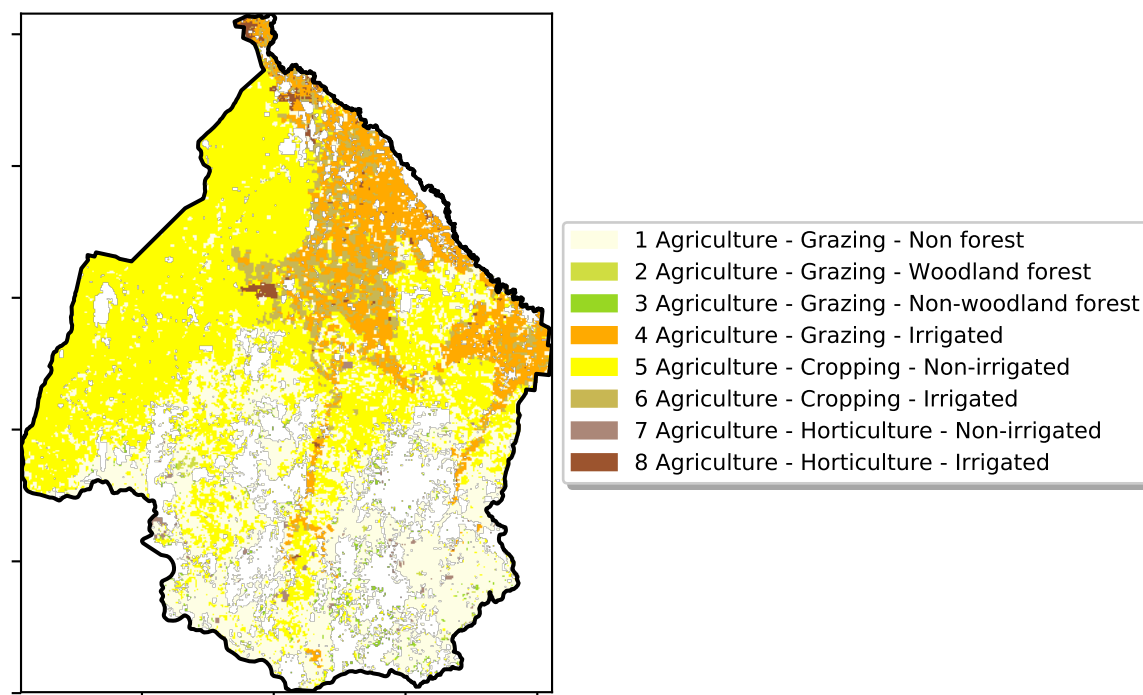 1 Agriculture - Grazing - Non forest
2 Agriculture - Grazing - Woodland forest
3 Agriculture - Grazing - Non-woodland forest
4 Agriculture - Grazing - Irrigated
5 Agriculture - Cropping - Non-irrigated
6 Agriculture - Cropping - Irrigated
7 Agriculture - Horticulture - Non-irrigated
8 Agriculture - Horticulture - Irrigated